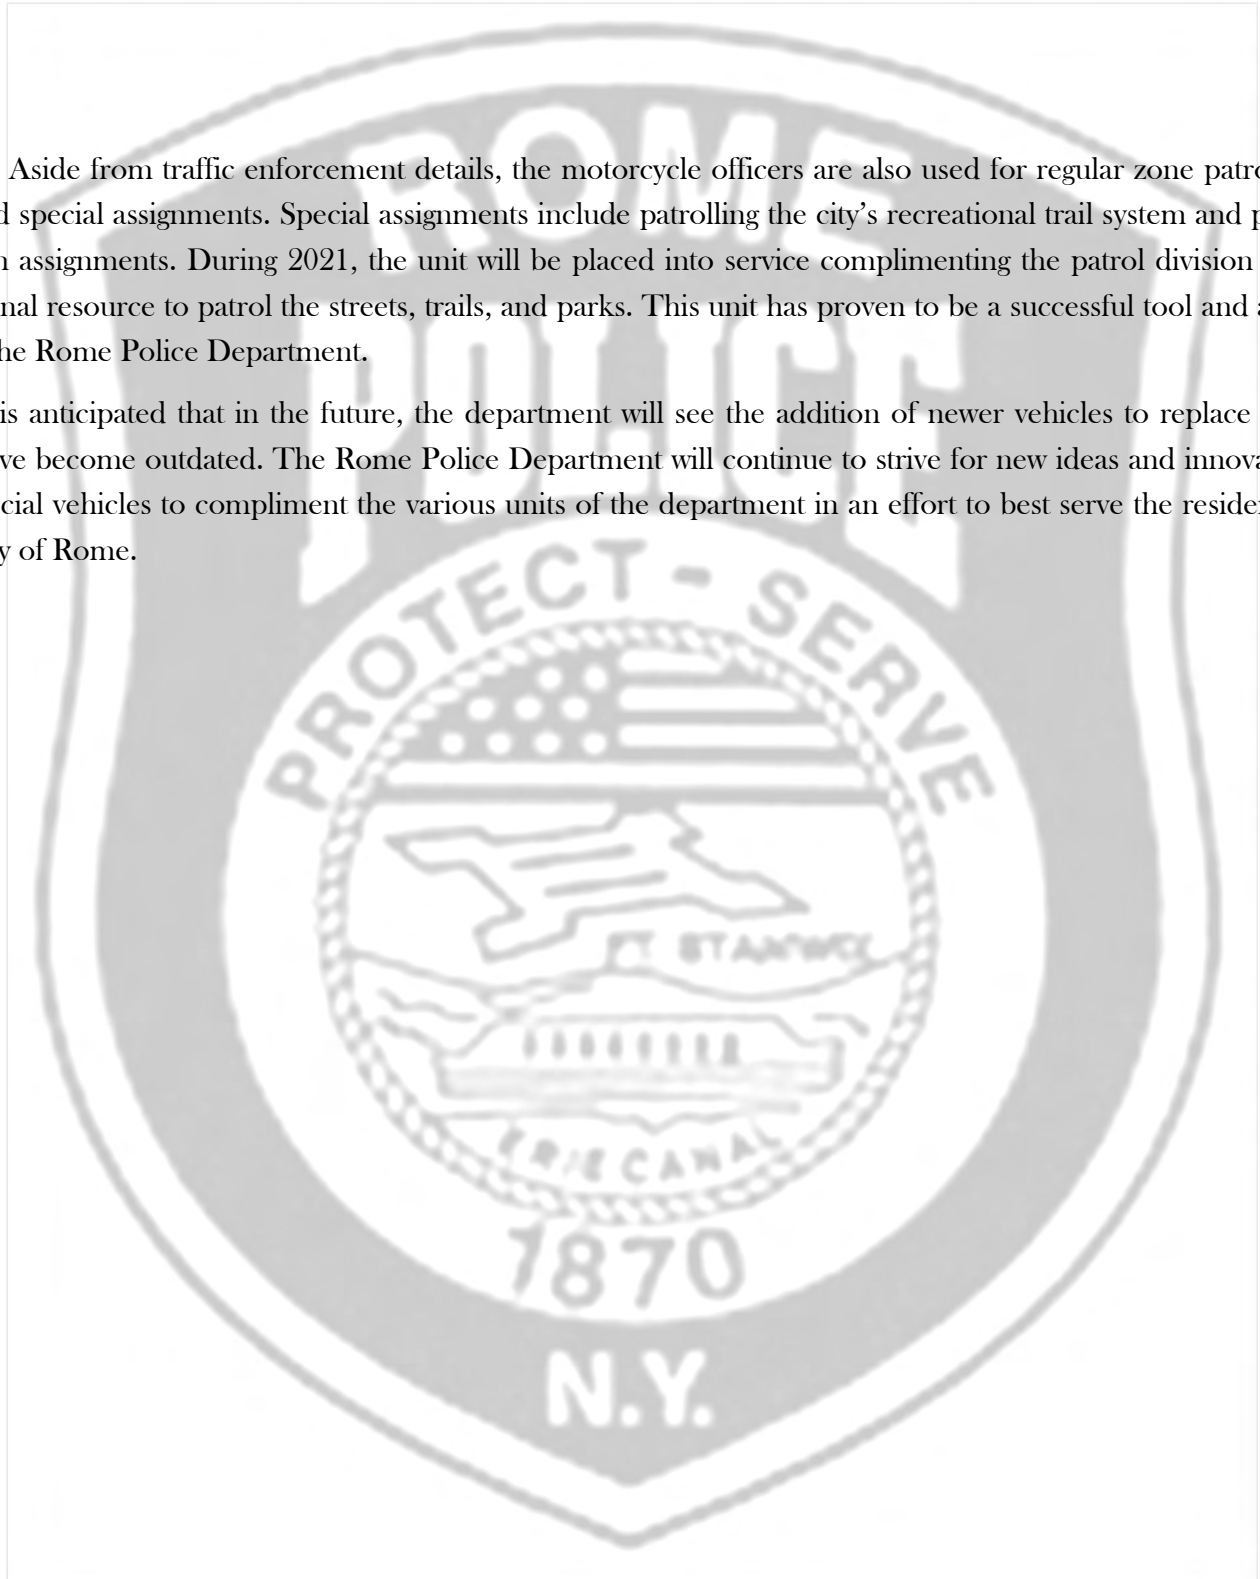 Aside from traffic enforcement details, the motorcycle officers are also used for regular zone patro
d special assignments. Special assignments include patrolling the city's recreational trail system and p
n assignments. During 2021, the unit will be placed into service complimenting the patrol division
nal resource to patrol the streets, trails, and parks. This unit has proven to be a successful tool and a
he Rome Police Department.
is anticipated that in the future, the department will see the addition of newer vehicles to replace
ve become outdated. The Rome Police Department will continue to strive for new ideas and innova
cial vehicles to compliment the various units of the department in an effort to best serve the reside
y of Rome.
ROME
POLICE
PROTECT - SERVE
FT STANWIX
ERIE CANAL
1870
N.Y.